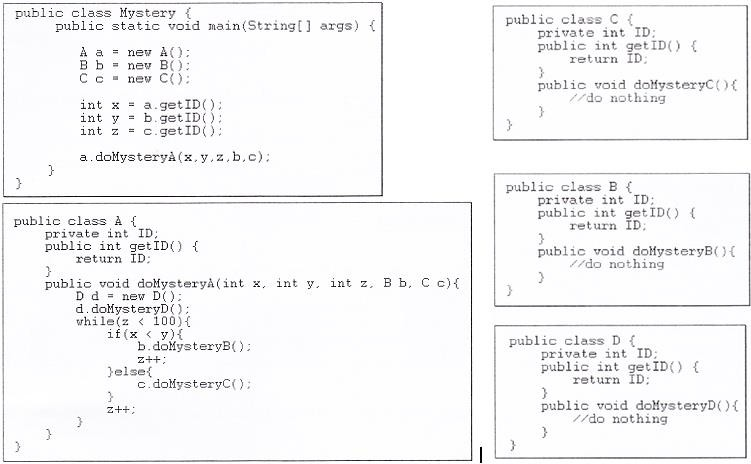 public class Mystery {
    public static void main(String[] args) {
        A a = new A();
        B b = new B();
        C c = new C();
        int x = a.getID();
        int y = b.getID();
        int z = c.getID();
        a.doMysteryA(x,y,z,b,c);
    }
}
public class A {
    private int ID;
    public int getID() {
        return ID;
    }
    public void doMysteryA(int x, int y, int z, B b, C c){
        D d = new D();
        d.doMysteryD();
        while(z < 100){
            if(x < y){
                b.doMysteryB();
                z++;
            }else{
                c.doMysteryC();
            }
            z++;
        }
    }
}
public class C {
    private int ID;
    public int getID() {
        return ID;
    }
    public void doMysteryC(){
        //do nothing
    }
}
public class B {
    private int ID;
    public int getID() {
        return ID;
    }
    public void doMysteryB(){
        //do nothing
    }
}
public class D {
    private int ID;
    public int getID() {
        return ID;
    }
    public void doMysteryD(){
        //do nothing
    }
}